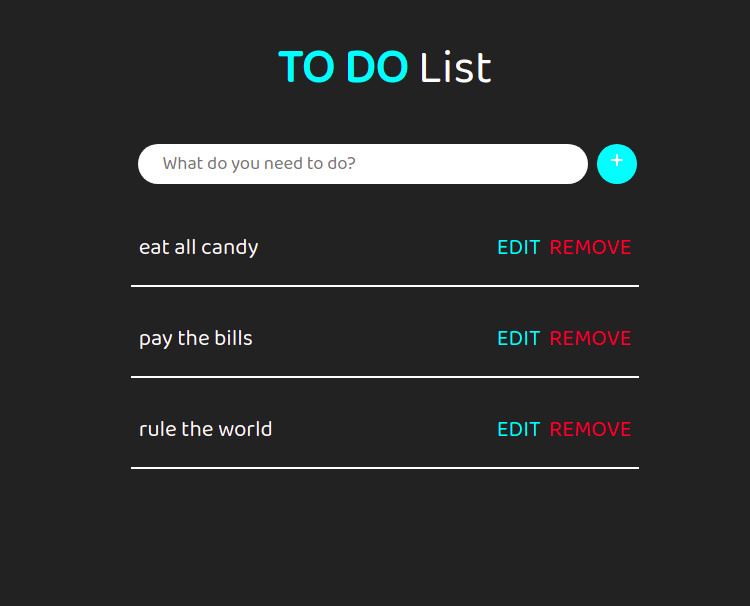 TO DO List
What do you need to do? +
eat all candy EDIT REMOVE
pay the bills EDIT REMOVE
rule the world EDIT REMOVE